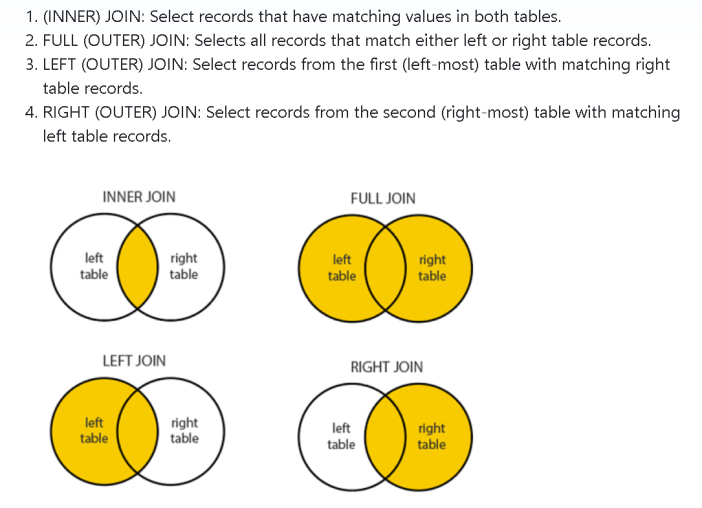 1. (INNER) JOIN: Select records that have matching values in both tables.
2. FULL (OUTER) JOIN: Selects all records that match either left or right table records.
3. LEFT (OUTER) JOIN: Select records from the first (left-most) table with matching right
table records.
4. RIGHT (OUTER) JOIN: Select records from the second (right-most) table with matching
left table records.
INNER JOIN
left
table
right
table
FULL JOIN
left
table
right
table
LEFT JOIN
left
table
right
table
RIGHT JOIN
left
table
right
table